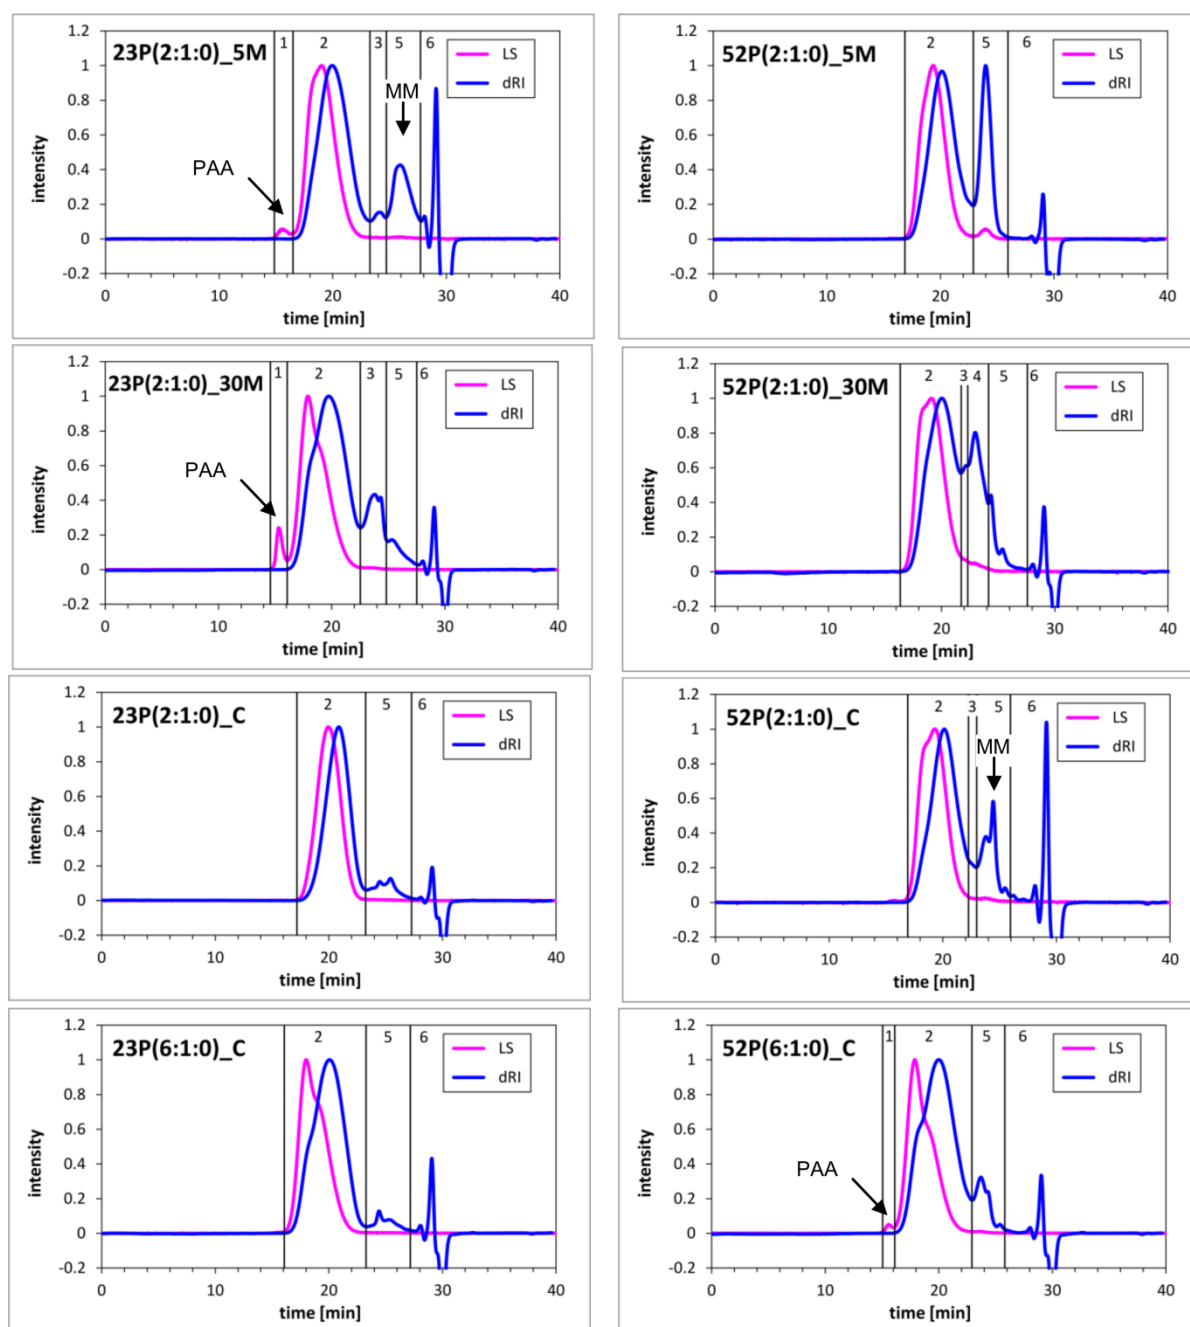 23P(2:1:0)_5M
1 2 3 5 6
LS
dRI
MM
PAA
intensity
1.2
1
0.8
0.6
0.4
0.2
0
-0.2
0 10 20 30 40
time [min]
52P(2:1:0)_5M
2 5 6
LS
dRI
intensity
1.2
1
0.8
0.6
0.4
0.2
0
-0.2
0 10 20 30 40
time [min]
23P(2:1:0)_30M
1 2 3 5 6
LS
dRI
PAA
intensity
1.2
1
0.8
0.6
0.4
0.2
0
-0.2
0 10 20 30 40
time [min]
52P(2:1:0)_30M
2 3 4 5 6
LS
dRI
intensity
1.2
1
0.8
0.6
0.4
0.2
0
-0.2
0 10 20 30 40
time [min]
23P(2:1:0)_C
2 5 6
LS
dRI
intensity
1.2
1
0.8
0.6
0.4
0.2
0
-0.2
0 10 20 30 40
time [min]
52P(2:1:0)_C
2 3 5 6
LS
dRI
MM
intensity
1.2
1
0.8
0.6
0.4
0.2
0
-0.2
0 10 20 30 40
time [min]
23P(6:1:0)_C
2 5 6
LS
dRI
intensity
1.2
1
0.8
0.6
0.4
0.2
0
-0.2
0 10 20 30 40
time [min]
52P(6:1:0)_C
1 2 5 6
LS
dRI
PAA
intensity
1.2
1
0.8
0.6
0.4
0.2
0
-0.2
0 10 20 30 40
time [min]